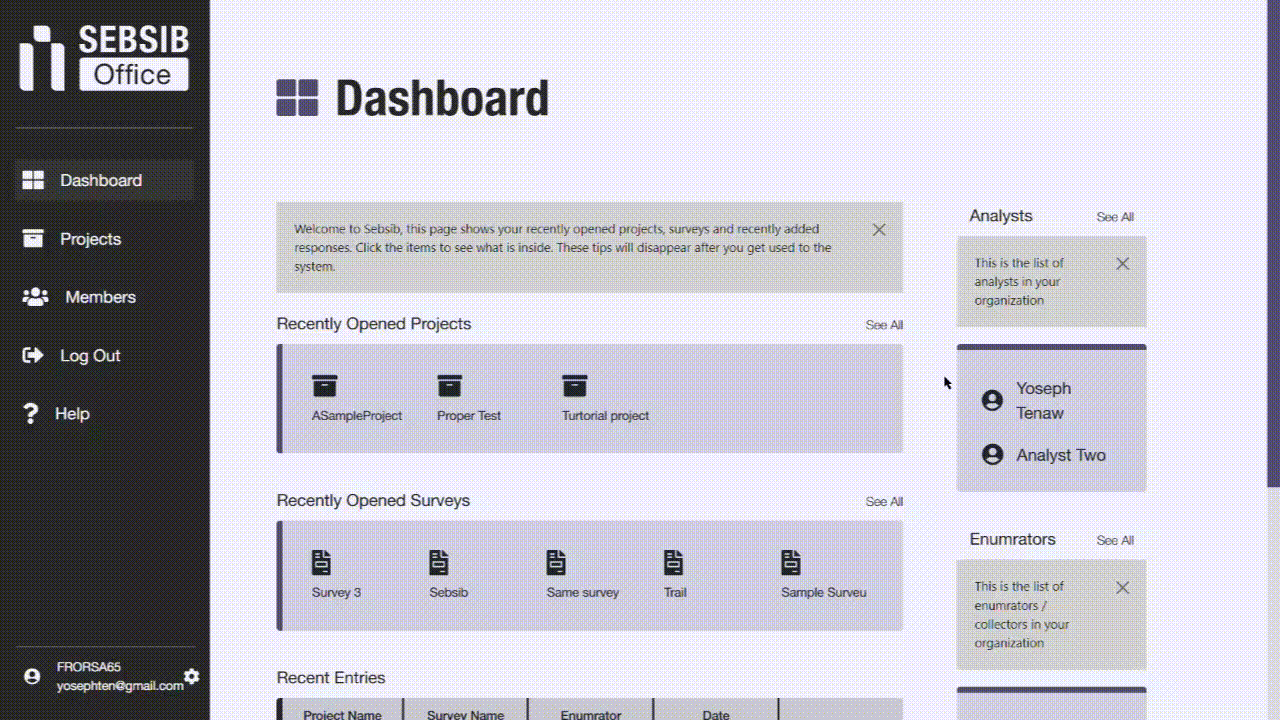 SEBSIB
Office
Dashboard
Projects
Members
Log Out
Help
FRORSA65
yosephten@gmail.com
Dashboard
Welcome to Sebsib, this page shows your recently opened projects, surveys and recently added
responses. Click the items to see what is inside. These tips will disappear after you get used to the
system.
Recently Opened Projects
See All
ASampleProject
Proper Test
Turtorial project
Recently Opened Surveys
See All
Survey 3
Sebsib
Same survey
Trail
Sample Surveu
Recent Entries
Project Name
Survey Name
Enumrator
Date
Analysts
See All
This is the list of
analysts in your
organization
Yoseph
Tenaw
Analyst Two
Enumrators
See All
This is the list of
enumrators /
collectors in your
organization